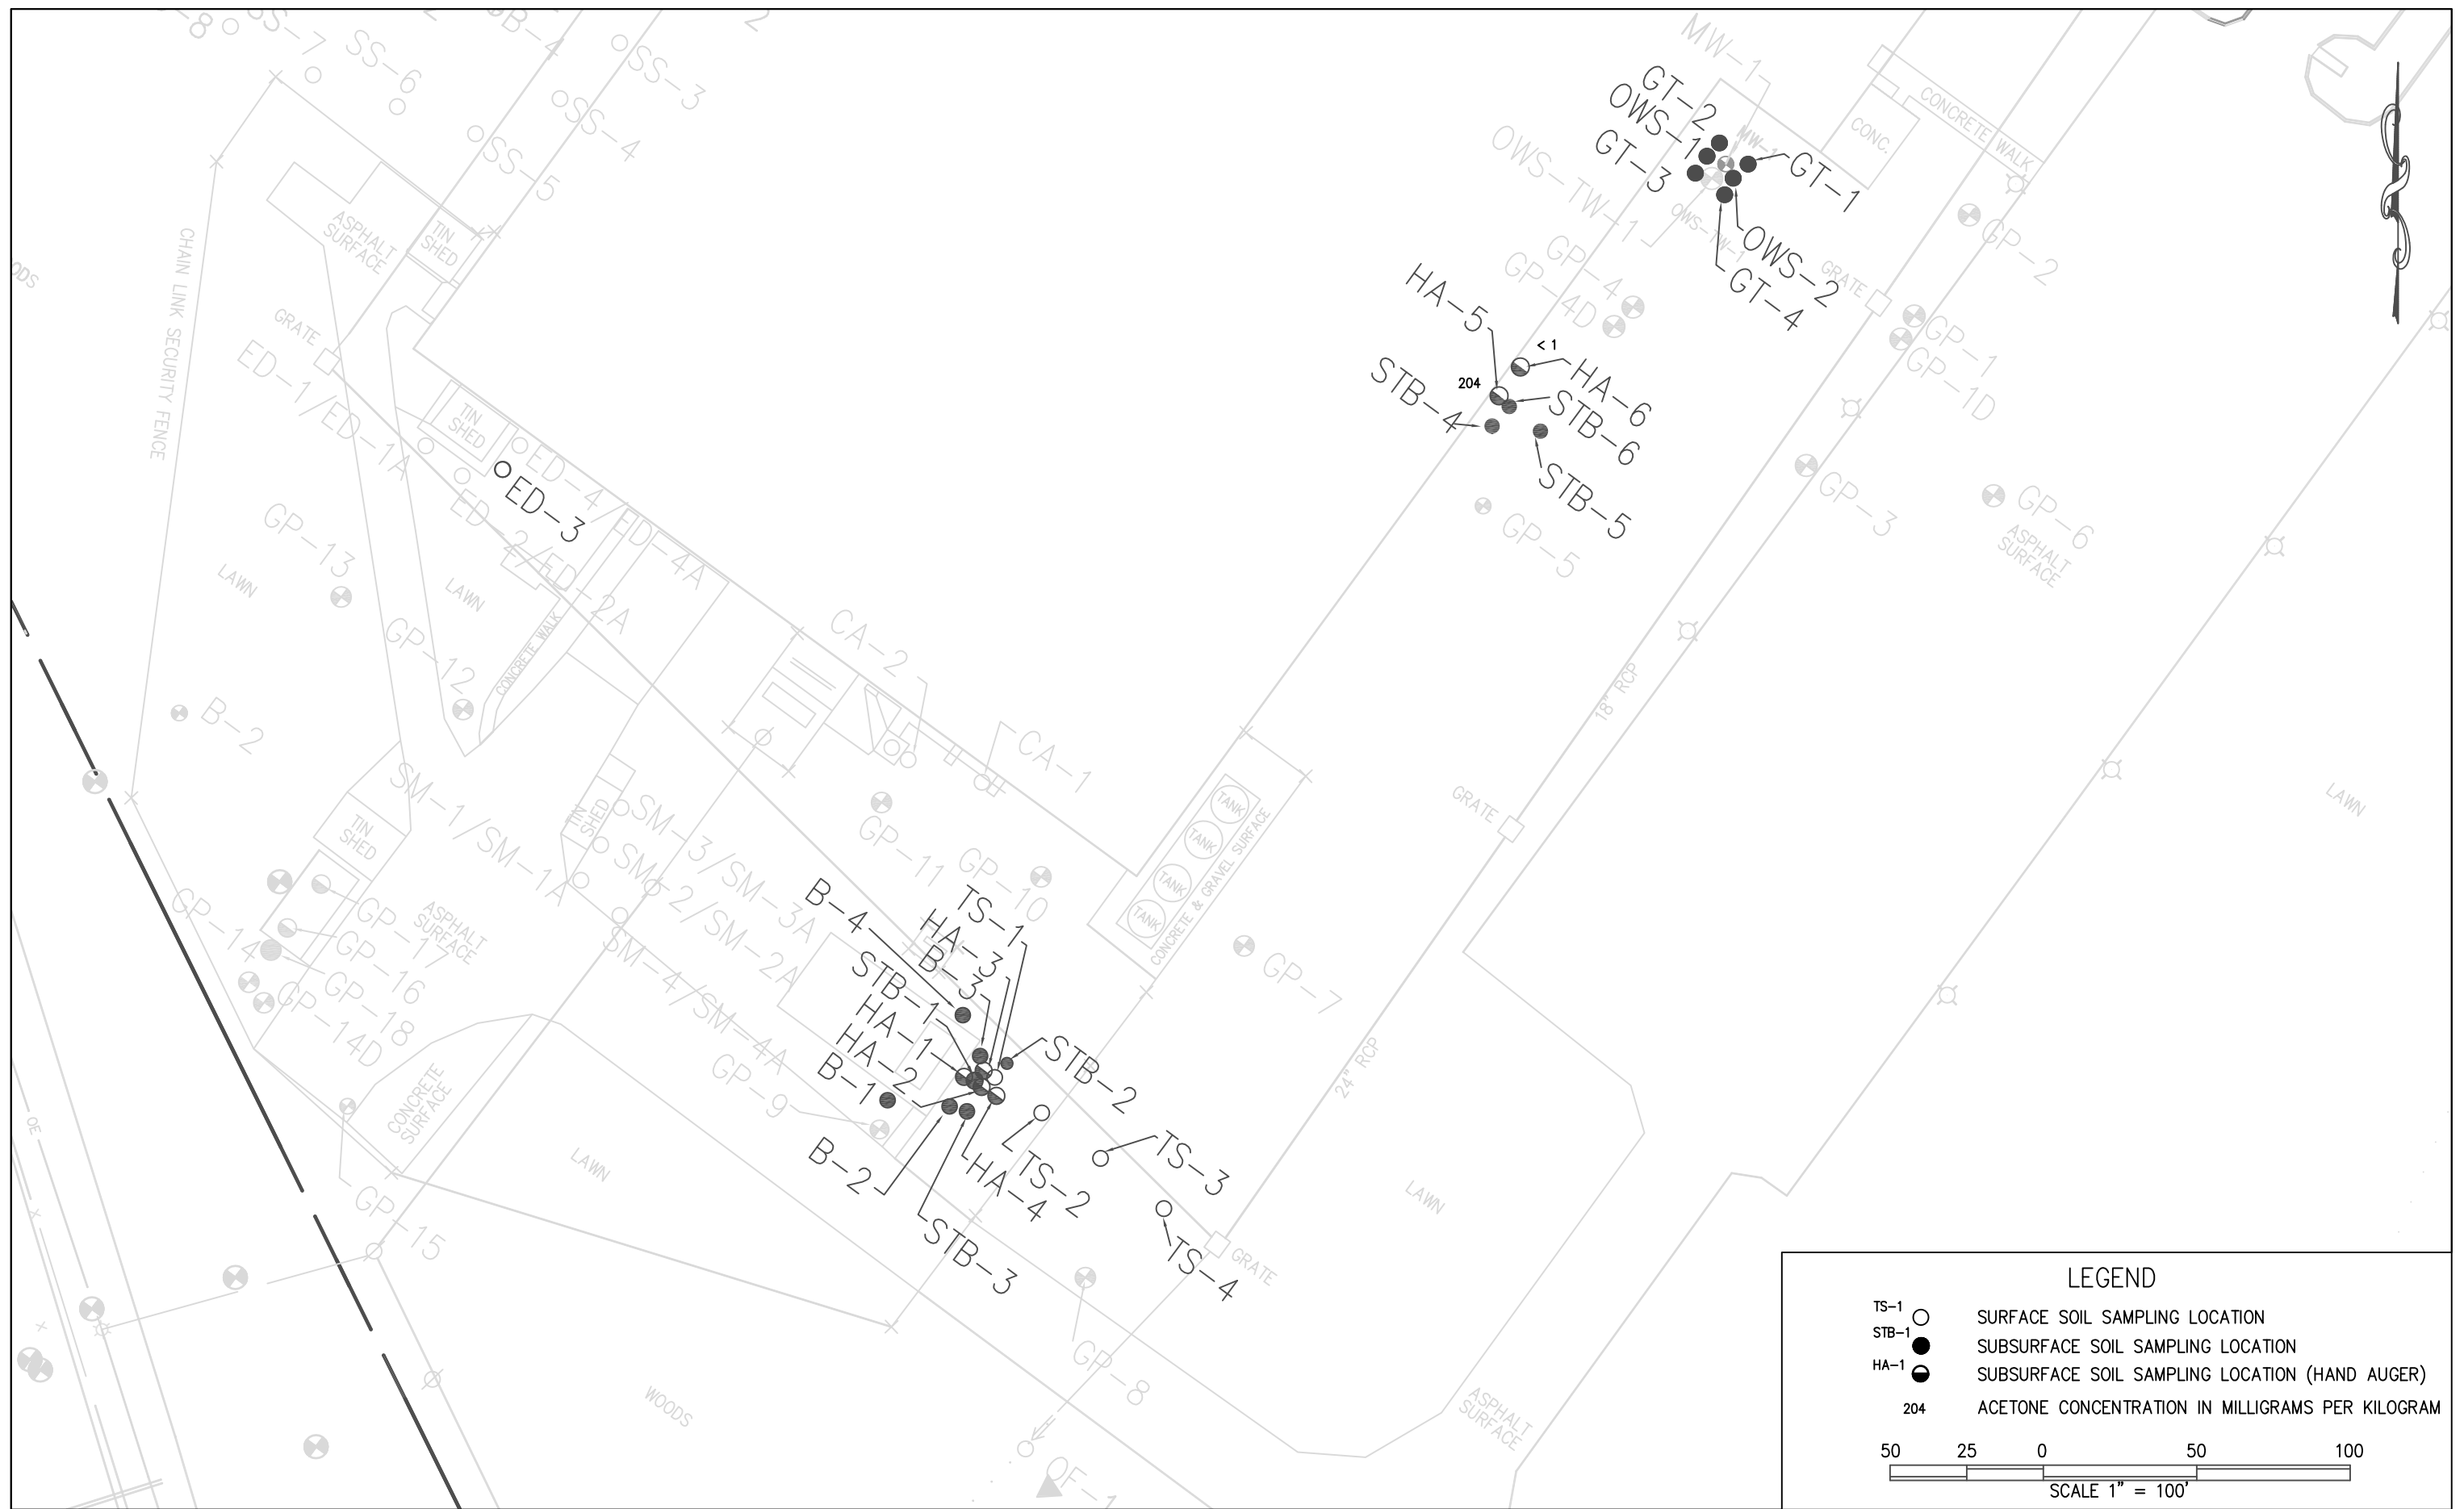 SS-7
SS-6
SS-3
SS-4
SS-5
MW-1
GT-2
OWS-1
GT-3
MW-1
GT-1
OWS-2
GT-4
OWS-TW-1
OWS-TW-1
CONC.
CONCRETE WALK
GP-2
GRATE
GP-4
GP-4D
HA-5
< 1
204
HA-6
STB-4
STB-6
STB-5
GP-5
GP-1
GP-1D
GP-3
GP-6
ASPHALT
SURFACE
ASPHALT
SURFACE
TIN
SHED
CHAIN LINK SECURITY FENCE
GRATE
ED-1/ED-1A
TIN
SHED
ED-3
ED-4/ED-4A
ED-2/ED-2A
GP-13
LAWN
LAWN
GP-12
CONCRETE WALK
B-2
CA-2
CA-1
18" RCP
GRATE
LAWN
SM-1/SM-1A
TIN
SHED
TIN
SHED
SM-3/SM-3A
SM-2/SM-2A
SM-4/SM-4A
GP-11
GP-10
TANK
TANK
TANK
TANK
CONCRETE & GRAVEL SURFACE
GP-7
GP-14
GP-17
GP-16
GP-18
GP-14D
ASPHALT
SURFACE
B-4
TS-1
HA-3
B-3
STB-1
HA-1
HA-2
B-1
GP-9
STB-2
24" RCP
B-2
HA-4
TS-2
TS-3
STB-3
TS-4
CONCRETE
SURFACE
LAWN
LAWN
OE
GP-15
GRATE
GP-8
WOODS
OF-1
ASPHALT
SURFACE
LEGEND
TS-1 SURFACE SOIL SAMPLING LOCATION
STB-1 SUBSURFACE SOIL SAMPLING LOCATION
HA-1 SUBSURFACE SOIL SAMPLING LOCATION (HAND AUGER)
204 ACETONE CONCENTRATION IN MILLIGRAMS PER KILOGRAM
50 25 0 50 100
SCALE 1" = 100'